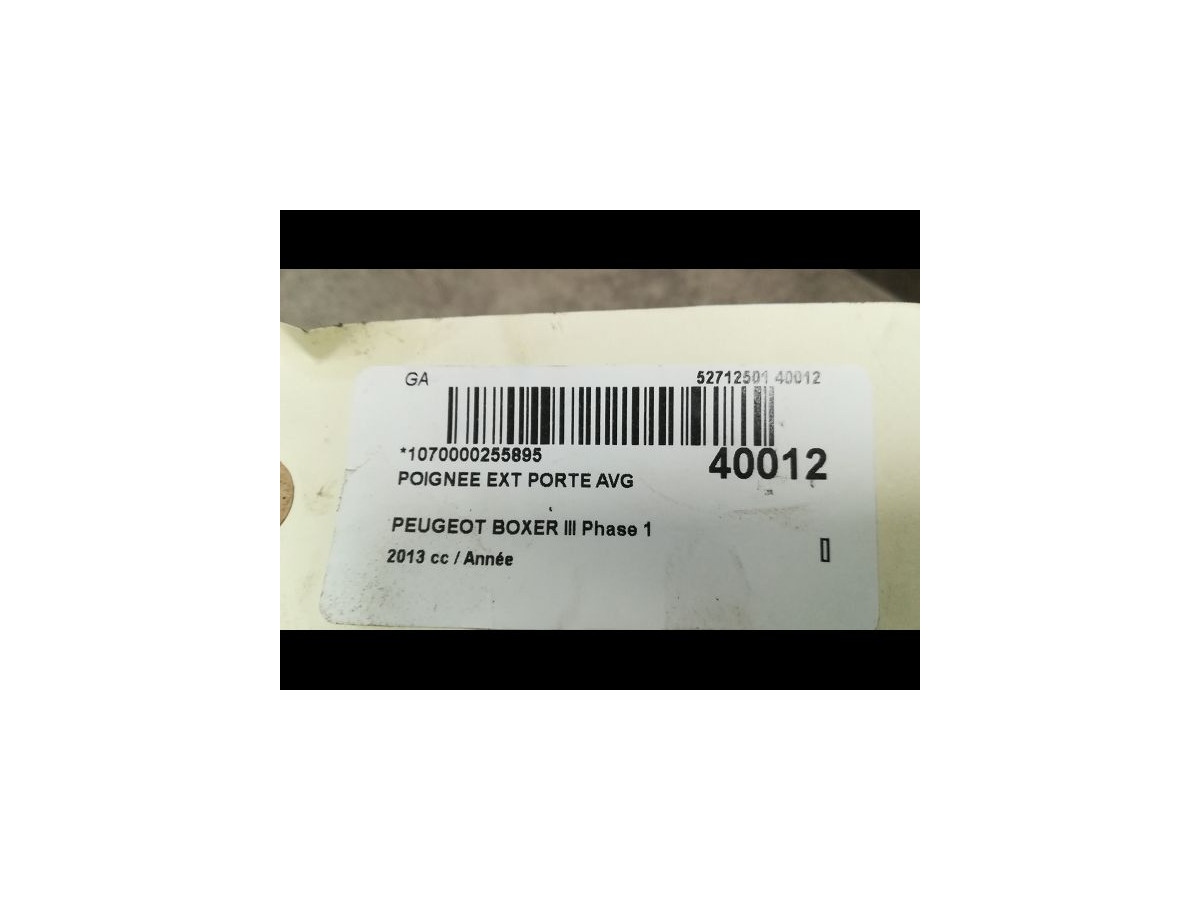 GA 52712501 40012
*1070000255895 40012
POIGNEE EXT PORTE AVG
PEUGEOT BOXER III Phase 1
2013 cc / Année